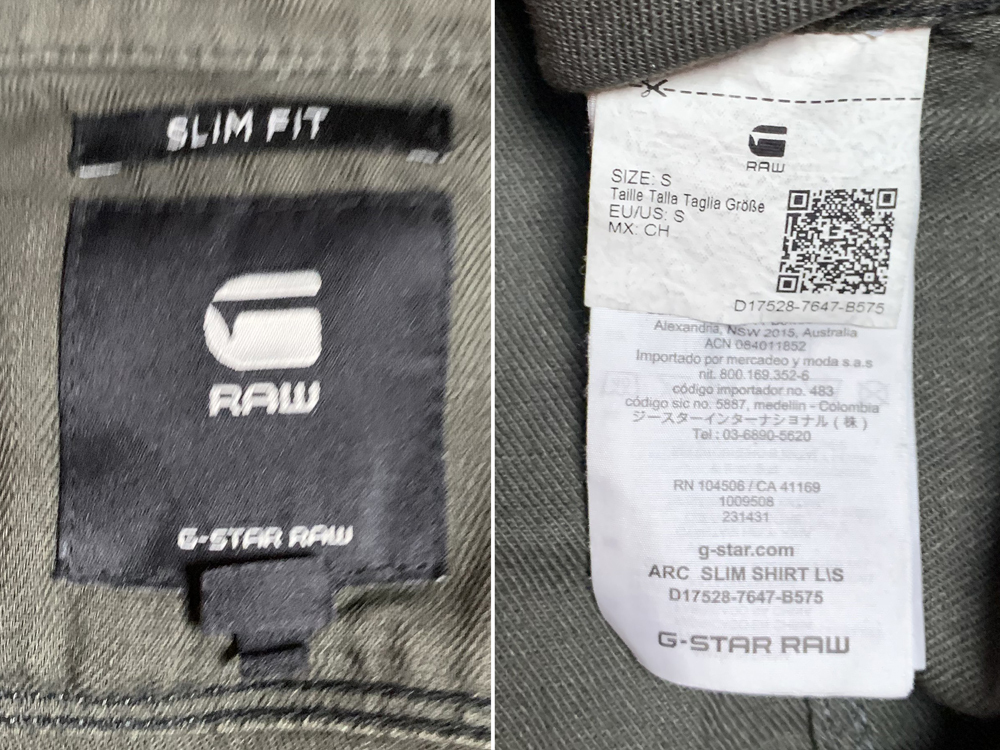 SLIM FIT
RAW
G-STAR RAW
RAW
SIZE: S
Taille Talla Taglia Größe
EU/US: S
MX: CH
D17528-7647-B575
Alexandria, NSW 2015, Australia
ACN 084011852
Importado por mercadeo y moda s.a.s
nit. 800.169.352-6
código importador no. 483
código sic no. 5887, medellin - Colombia
ジースターインターナショナル(株)
Tel : 03-6890-5620
RN 104506 / CA 41169
1009508
231431
g-star.com
ARC SLIM SHIRT L\S
D17528-7647-B575
G-STAR RAW